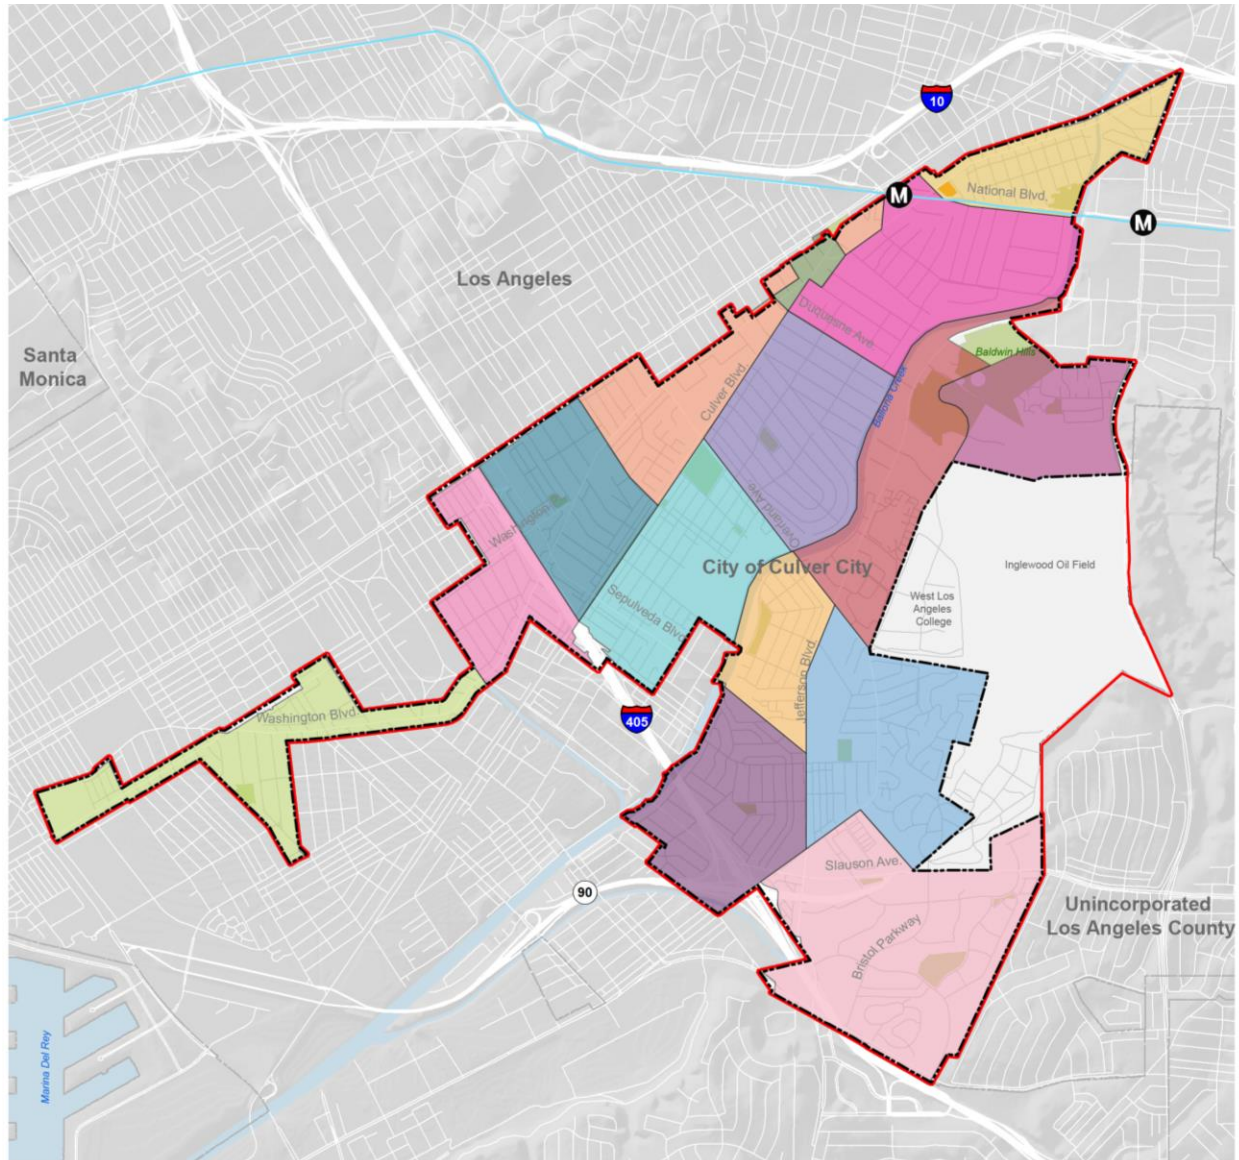 10
M
National Blvd.
M
Los Angeles
Duquesne Ave
Santa
Monica
Baldwin Hills
Culver Blvd
Ballona Creek
Washington
Overland Ave.
City of Culver City
Inglewood Oil Field
West Los
Angeles
College
Sepulveda Blvd
Jefferson Blvd
Washington Blvd
405
Slauson Ave.
90
Unincorporated
Los Angeles County
Bristol Parkway
Marina Del Rey